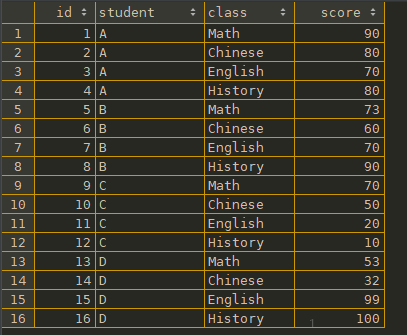 id student class score
1 1 A Math 90
2 2 A Chinese 80
3 3 A English 70
4 4 A History 80
5 5 B Math 73
6 6 B Chinese 60
7 7 B English 70
8 8 B History 90
9 9 C Math 70
10 10 C Chinese 50
11 11 C English 20
12 12 C History 10
13 13 D Math 53
14 14 D Chinese 32
15 15 D English 99
16 16 D History 100